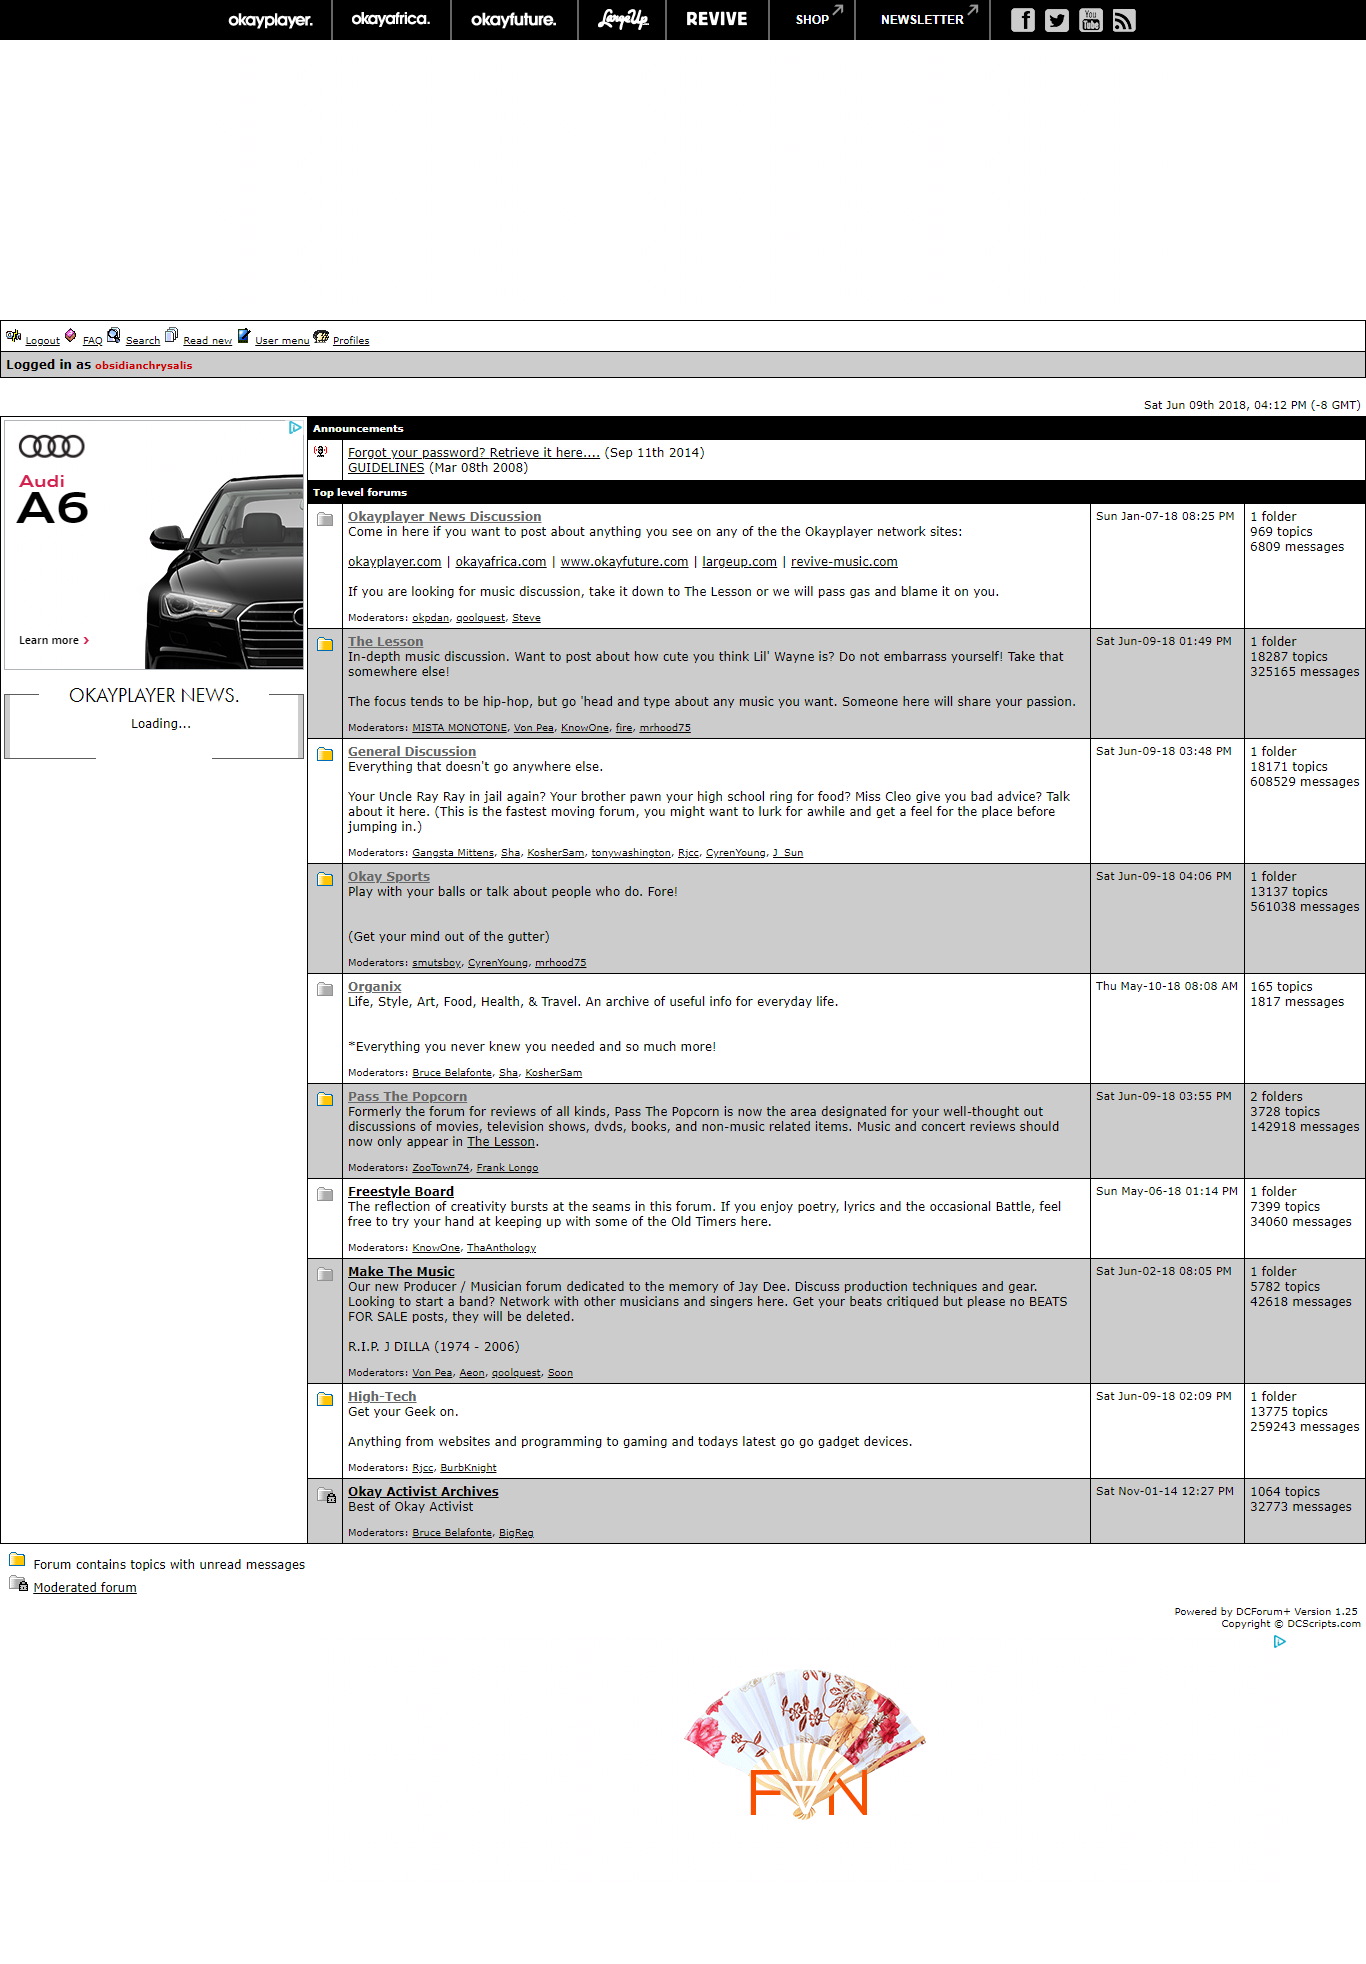 okayplayer. okayafrica. okayfuture. LargeUp REVIVE SHOP NEWSLETTER You Tube
Logout FAQ Search Read new User menu Profiles
Logged in as obsidianchrysalis
Sat Jun 09th 2018, 04:12 PM (-8 GMT)
Audi
A6
Learn more >
OKAYPLAYER NEWS.
Loading...
Announcements
Forgot your password? Retrieve it here.... (Sep 11th 2014)
GUIDELINES (Mar 08th 2008)
Top level forums
Okayplayer News Discussion
Come in here if you want to post about anything you see on any of the the Okayplayer network sites:
okayplayer.com | okayafrica.com | www.okayfuture.com | largeup.com | revive-music.com
If you are looking for music discussion, take it down to The Lesson or we will pass gas and blame it on you.
Moderators: okpdan, qoolquest, Steve
Sun Jan-07-18 08:25 PM
1 folder
969 topics
6809 messages
The Lesson
In-depth music discussion. Want to post about how cute you think Lil' Wayne is? Do not embarrass yourself! Take that
somewhere else!
The focus tends to be hip-hop, but go 'head and type about any music you want. Someone here will share your passion.
Moderators: MISTA MONOTONE, Von Pea, KnowOne, fire, mrhood75
Sat Jun-09-18 01:49 PM
1 folder
18287 topics
325165 messages
General Discussion
Everything that doesn't go anywhere else.
Your Uncle Ray Ray in jail again? Your brother pawn your high school ring for food? Miss Cleo give you bad advice? Talk
about it here. (This is the fastest moving forum, you might want to lurk for awhile and get a feel for the place before
jumping in.)
Moderators: Gangsta Mittens, Sha, KosherSam, tonywashington, Rjcc, CyrenYoung, J_Sun
Sat Jun-09-18 03:48 PM
1 folder
18171 topics
608529 messages
Okay Sports
Play with your balls or talk about people who do. Fore!
(Get your mind out of the gutter)
Moderators: smutsboy, CyrenYoung, mrhood75
Sat Jun-09-18 04:06 PM
1 folder
13137 topics
561038 messages
Organix
Life, Style, Art, Food, Health, & Travel. An archive of useful info for everyday life.
*Everything you never knew you needed and so much more!
Moderators: Bruce Belafonte, Sha, KosherSam
Thu May-10-18 08:08 AM
165 topics
1817 messages
Pass The Popcorn
Formerly the forum for reviews of all kinds, Pass The Popcorn is now the area designated for your well-thought out
discussions of movies, television shows, dvds, books, and non-music related items. Music and concert reviews should
now only appear in The Lesson.
Moderators: ZooTown74, Frank Longo
Sat Jun-09-18 03:55 PM
2 folders
3728 topics
142918 messages
Freestyle Board
The reflection of creativity bursts at the seams in this forum. If you enjoy poetry, lyrics and the occasional Battle, feel
free to try your hand at keeping up with some of the Old Timers here.
Moderators: KnowOne, ThaAnthology
Sun May-06-18 01:14 PM
1 folder
7399 topics
34060 messages
Make The Music
Our new Producer / Musician forum dedicated to the memory of Jay Dee. Discuss production techniques and gear.
Looking to start a band? Network with other musicians and singers here. Get your beats critiqued but please no BEATS
FOR SALE posts, they will be deleted.
R.I.P. J DILLA (1974 - 2006)
Moderators: Von Pea, Aeon, qoolquest, Soon
Sat Jun-02-18 08:05 PM
1 folder
5782 topics
42618 messages
High-Tech
Get your Geek on.
Anything from websites and programming to gaming and todays latest go go gadget devices.
Moderators: Rjcc, BurbKnight
Sat Jun-09-18 02:09 PM
1 folder
13775 topics
259243 messages
Okay Activist Archives
Best of Okay Activist
Moderators: Bruce Belafonte, BigReg
Sat Nov-01-14 12:27 PM
1064 topics
32773 messages
Forum contains topics with unread messages
Moderated forum
Powered by DCForum+ Version 1.25
Copyright © DCScripts.com
FAN